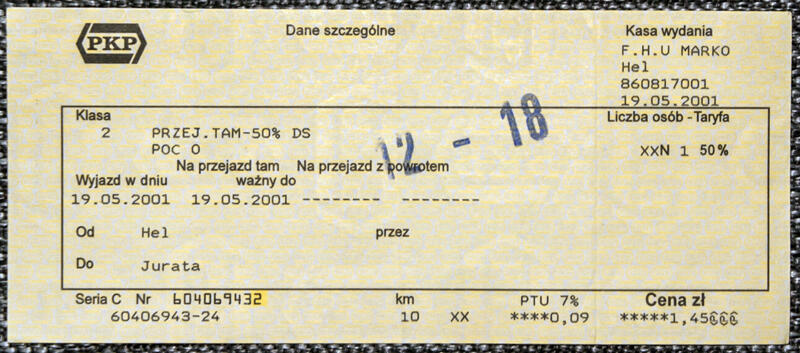 PKP
Dane szczególne
Kasa wydania
F.H.U MARKO
Hel
860817001
19.05.2001
Klasa
Liczba osób - Taryfa
2 PRZEJ.TAM-50% DS
POC O
12 - 18
XXN 1 50%
Na przejazd tam Na przejazd z powrotem
Wyjazd w dniu ważny do
19.05.2001 19.05.2001 -------- --------
Od Hel przez
Do Jurata
Seria C Nr 604069432 km PTU 7% Cena zł
60406943-24 10 XX ****0,09 *****1,45€€€